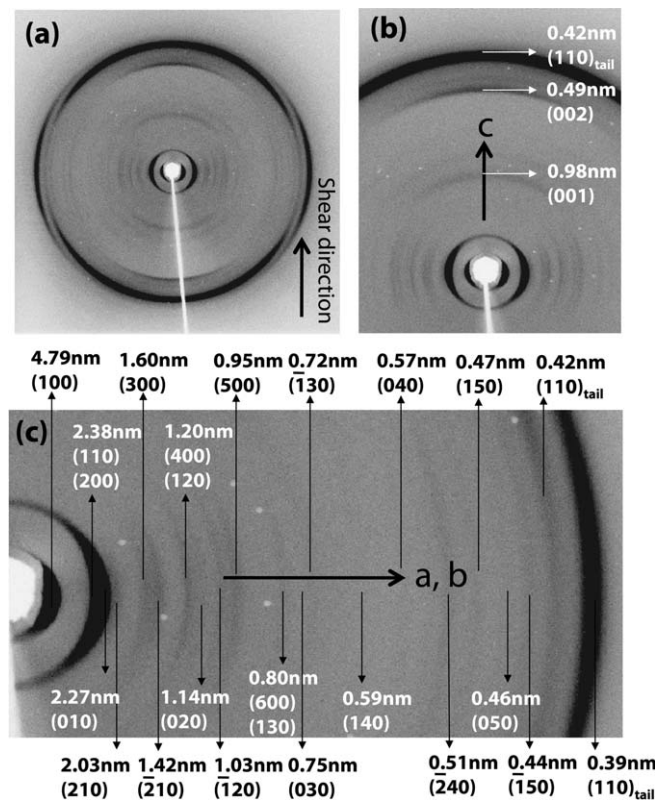 (a)
Shear direction
(b)
0.42nm
(110)tail
0.49nm
(002)
c
0.98nm
(001)
4.79nm
(100)
1.60nm
(300)
0.95nm
(500)
0.72nm
(1̅30)
0.57nm
(040)
0.47nm
(150)
0.42nm
(110)tail
(c)
2.38nm
(110)
(200)
1.20nm
(400)
(120)
a, b
2.27nm
(010)
1.14nm
(020)
0.80nm
(600)
(130)
0.59nm
(140)
0.46nm
(050)
2.03nm
(210)
1.42nm
(2̅10)
1.03nm
(1̅20)
0.75nm
(030)
0.51nm
(2̅40)
0.44nm
(1̅50)
0.39nm
(110)tail